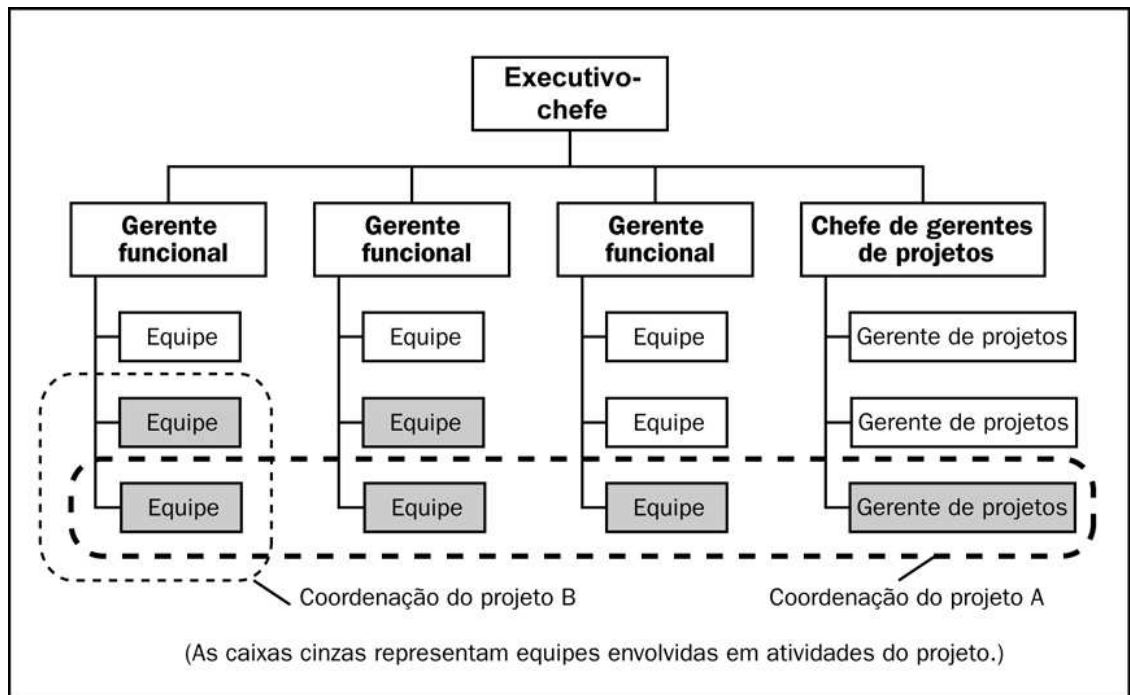 Executivo-
chefe
Gerente
funcional
Gerente
funcional
Gerente
funcional
Chefe de gerentes
de projetos
Equipe
Equipe
Equipe
Gerente de projetos
Equipe
Equipe
Equipe
Gerente de projetos
Equipe
Equipe
Equipe
Gerente de projetos
Coordenação do projeto B
Coordenação do projeto A
(As caixas cinzas representam equipes envolvidas em atividades do projeto.)